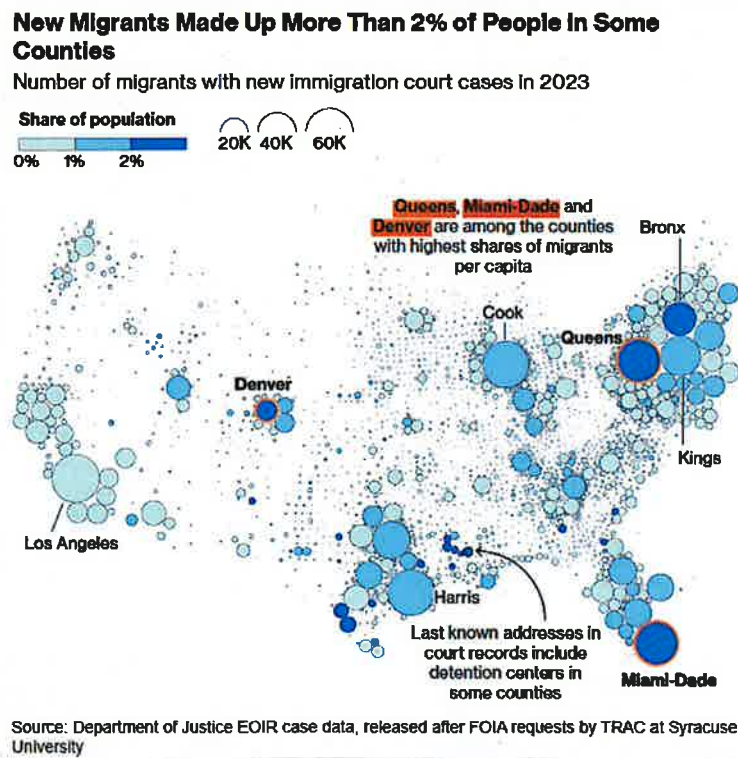 New Migrants Made Up More Than 2% of People in Some
Counties
Number of migrants with new immigration court cases in 2023
Share of population
0% 1% 2%
20K 40K 60K
Queens, Miami-Dade and
Denver are among the counties
with highest shares of migrants
per capita
Bronx
Cook
Queens
Denver
Kings
Los Angeles
Harris
Last known addresses in
court records include
detention centers in
some counties
Miami-Dade
Source: Department of Justice EOIR case data, released after FOIA requests by TRAC at Syracuse
University